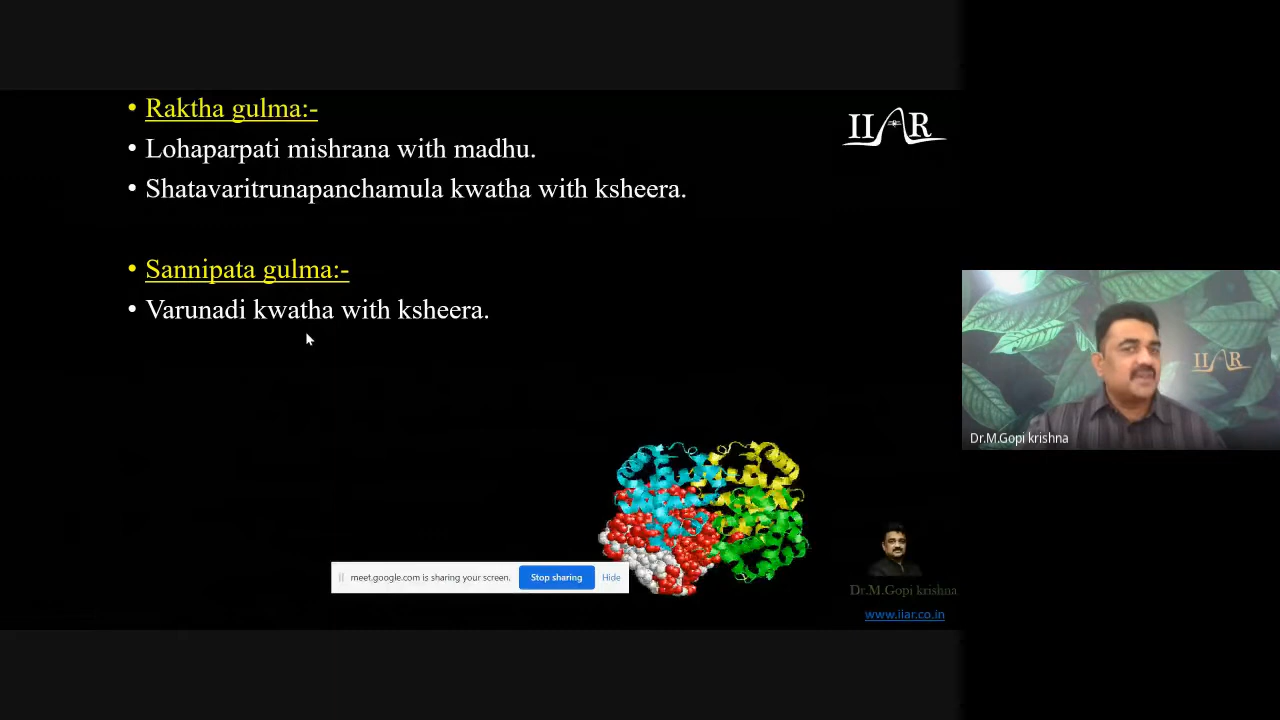 Raktha gulma:-
Lohaparpati mishrana with madhu.
Shatavaritrunapanchamula kwatha with ksheera.
Sannipata gulma:-
Varunadi kwatha with ksheera.
IIAR
IIAR
Dr.M.Gopi krishna
meet.google.com is sharing your screen.
Stop sharing
Hide
Dr.M.Gopi krishna
www.iiar.co.in